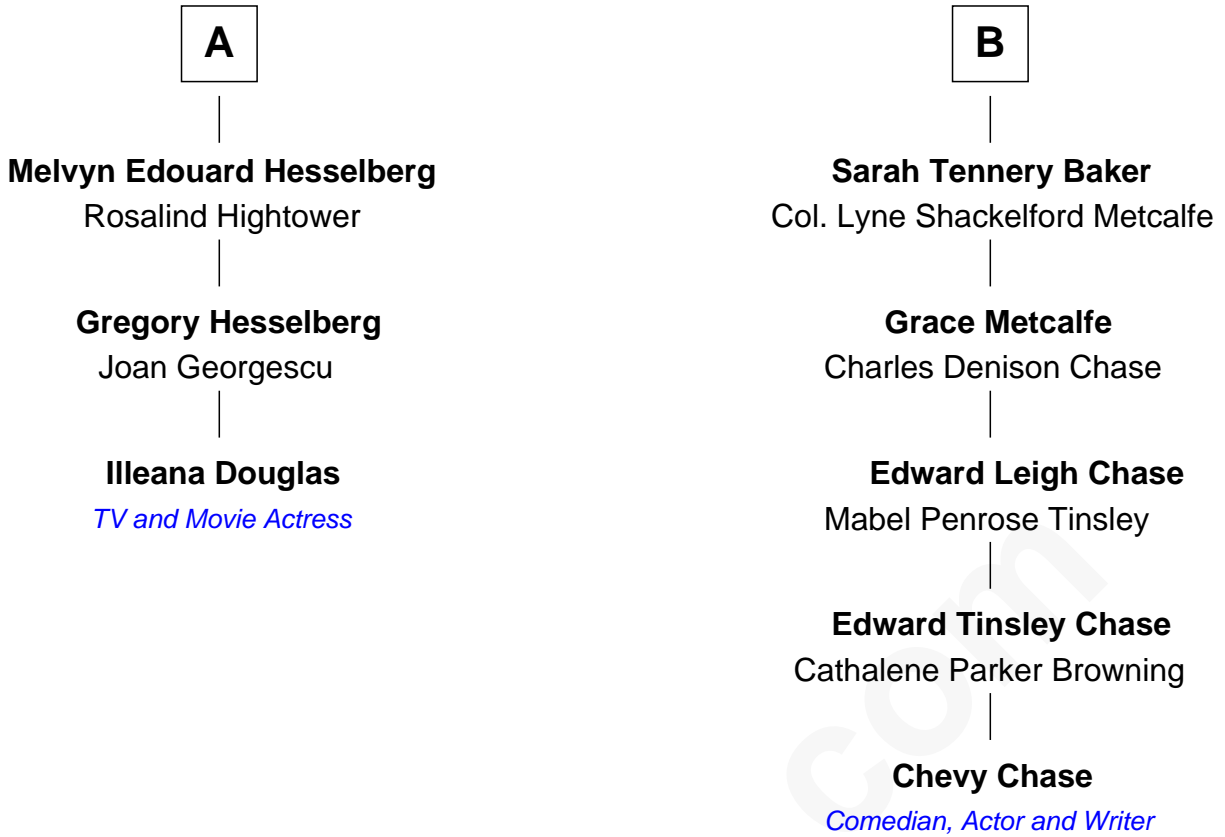 A
Melvyn Edouard Hesselberg
Rosalind Hightower
Gregory Hesselberg
Joan Georgescu
Illeana Douglas
TV and Movie Actress
B
Sarah Tennery Baker
Col. Lyne Shackelford Metcalfe
Grace Metcalfe
Charles Denison Chase
Edward Leigh Chase
Mabel Penrose Tinsley
Edward Tinsley Chase
Cathalene Parker Browning
Chevy Chase
Comedian, Actor and Writer
com